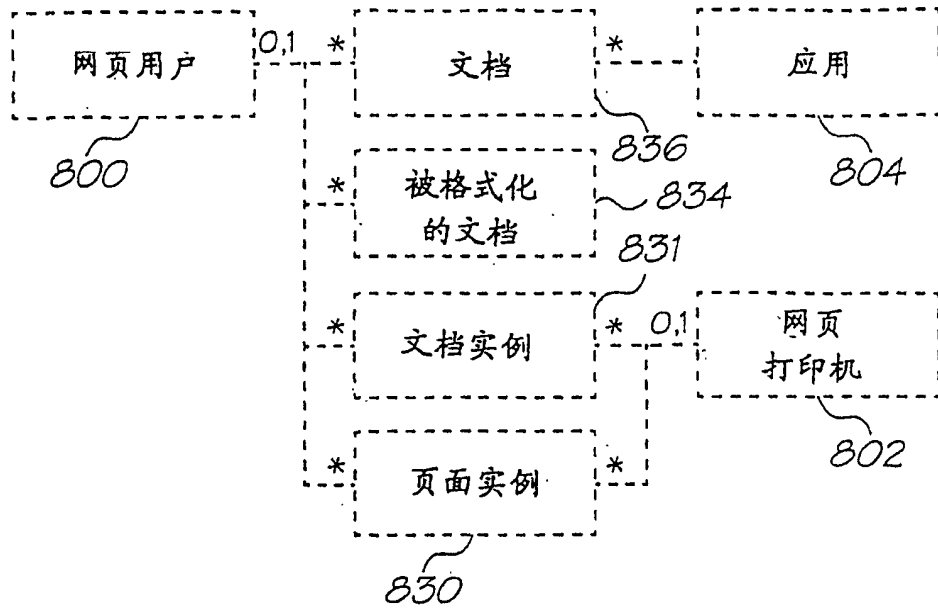 网页用户
0,1
*
文档
*
应用
800
836
804
*
被格式化
的文档
834
831
*
文档实例
*
0,1
网页
打印机
802
*
页面实例
*
830